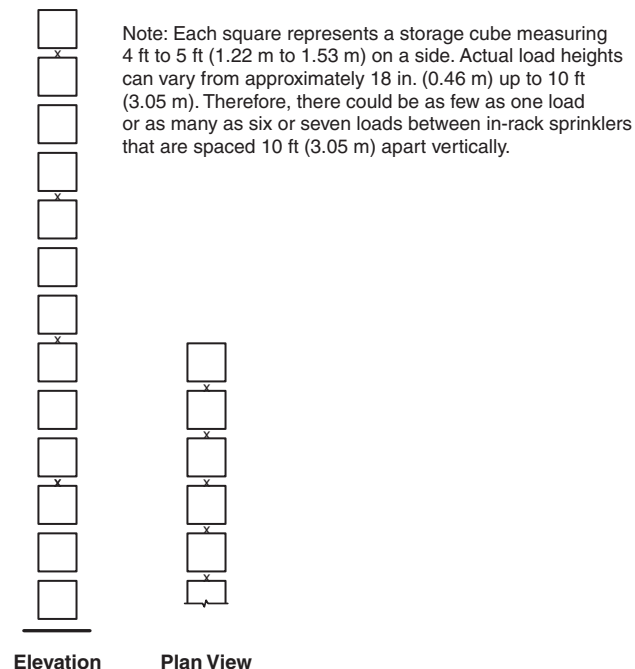 Note: Each square represents a storage cube measuring
4 ft to 5 ft (1.22 m to 1.53 m) on a side. Actual load heights
can vary from approximately 18 in. (0.46 m) up to 10 ft
(3.05 m). Therefore, there could be as few as one load
or as many as six or seven loads between in-rack sprinklers
that are spaced 10 ft (3.05 m) apart vertically.
x
x
x
x
x
x
x
x
x
Elevation
Plan View